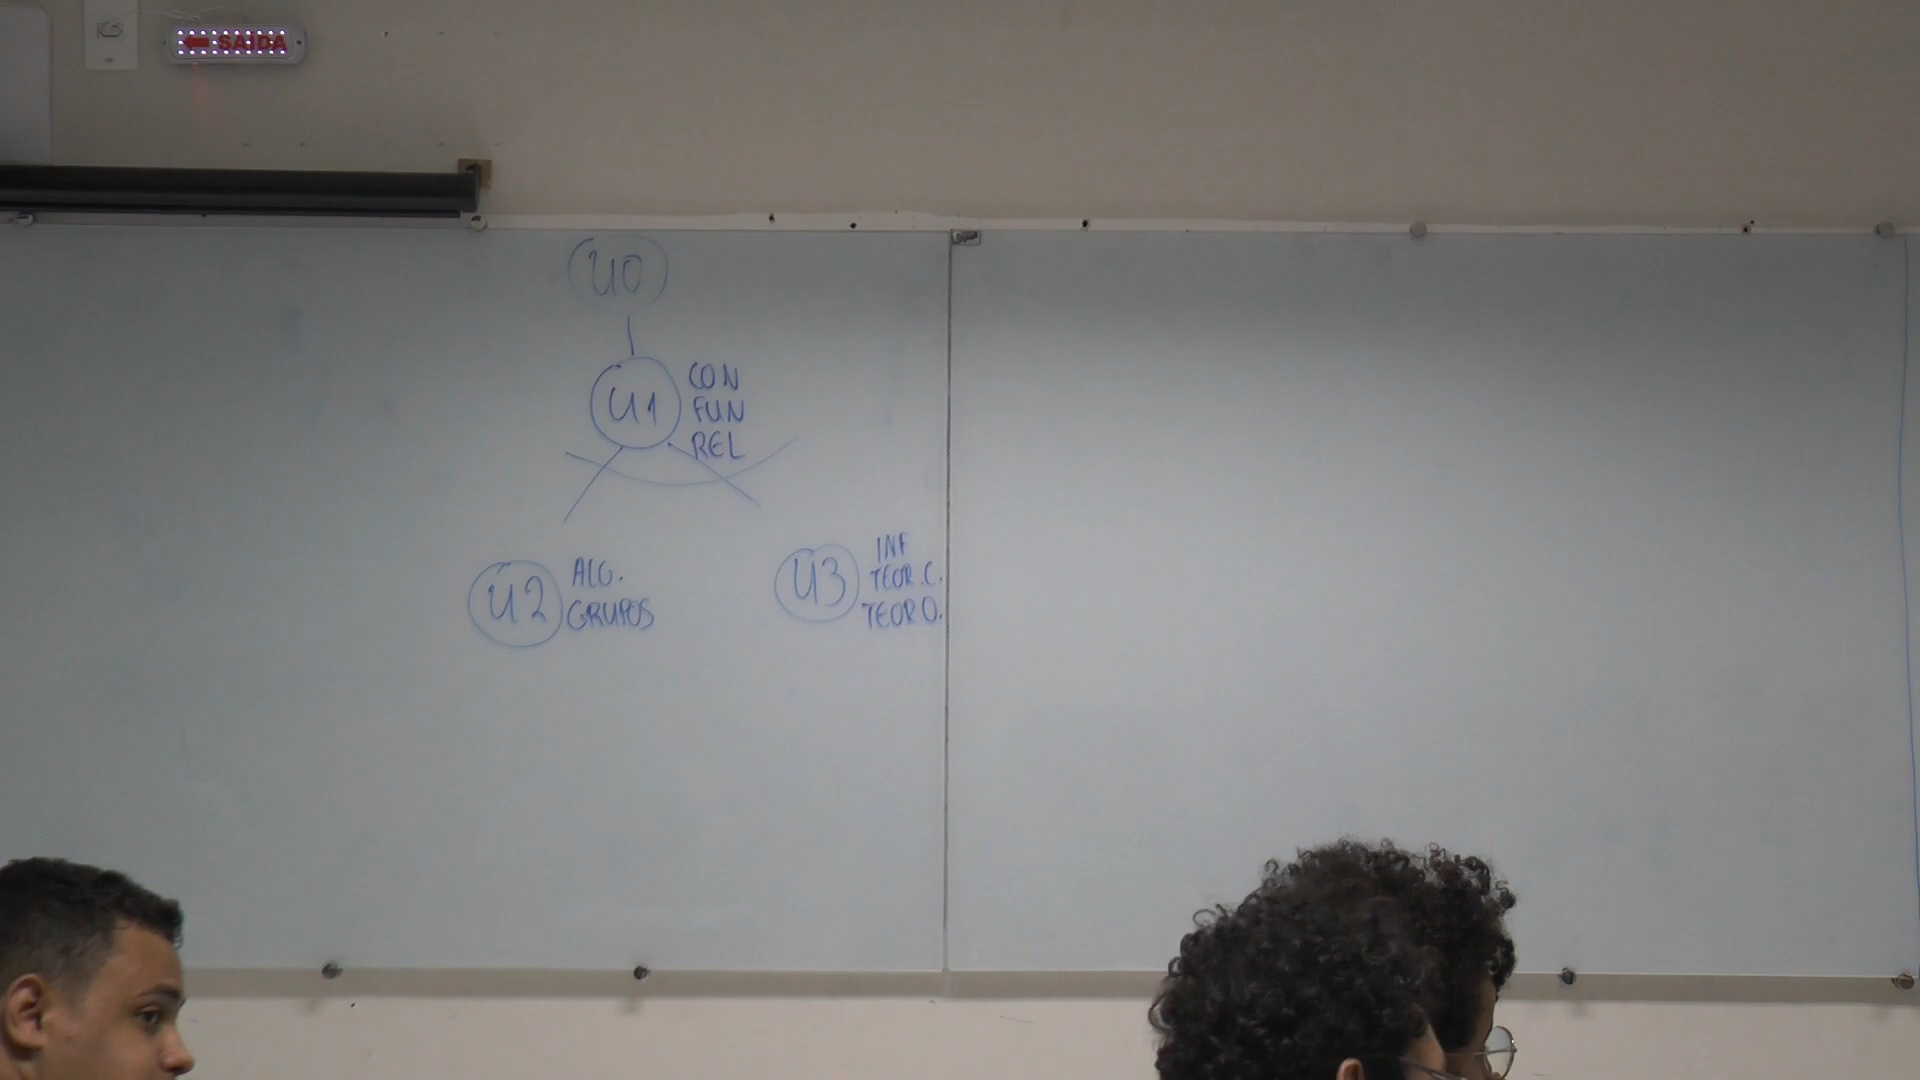 SAÍDA
U0
U1
CON
FUN
REL
U2
ALG.
GRUPOS
U3
INF
TEOR.C.
TEOR O.